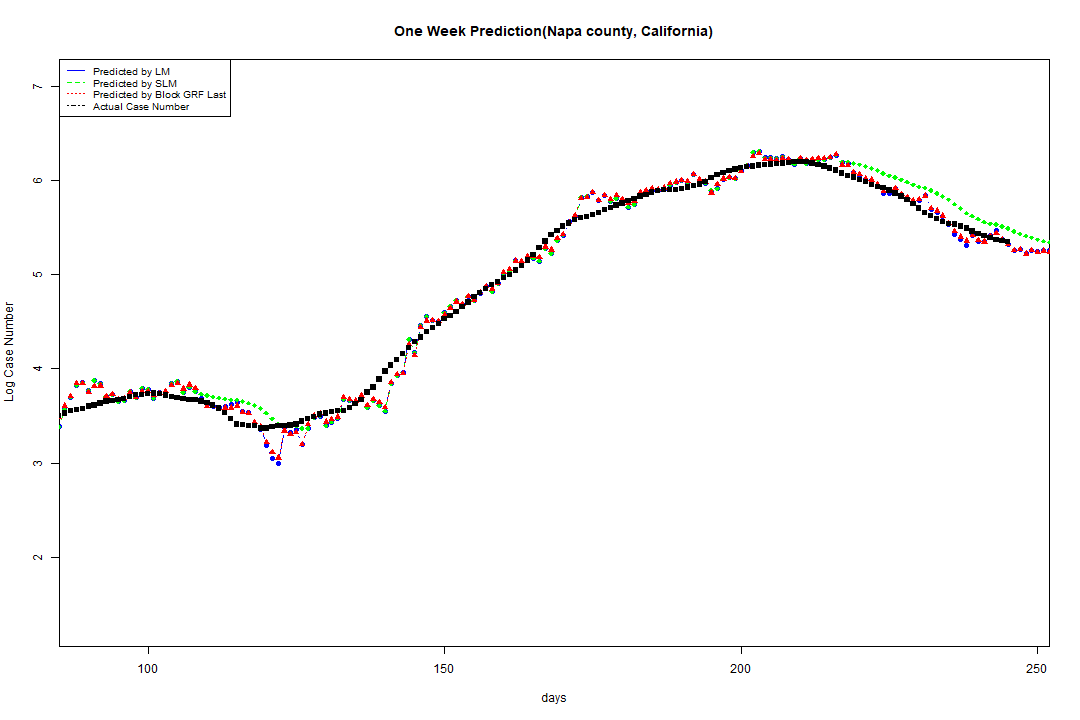 One Week Prediction(Napa county, California)
Predicted by LM
Predicted by SLM
Predicted by Block GRF Last
Actual Case Number
7
6
5
4
3
2
Log Case Number
100 150 200 250
days